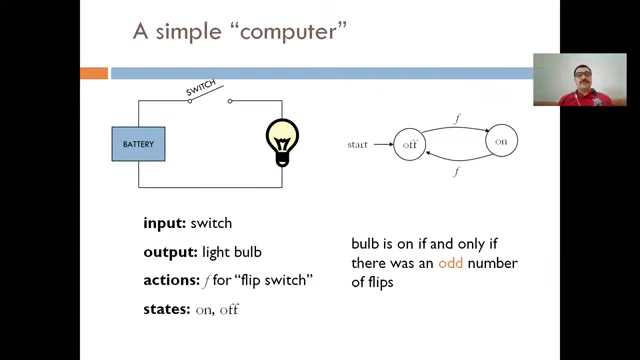 A simple “computer”
SWITCH
BATTERY
f
start
off
on
f
input: switch
output: light bulb
actions: f for “flip switch”
states: on, off
bulb is on if and only if
there was an odd number
of flips